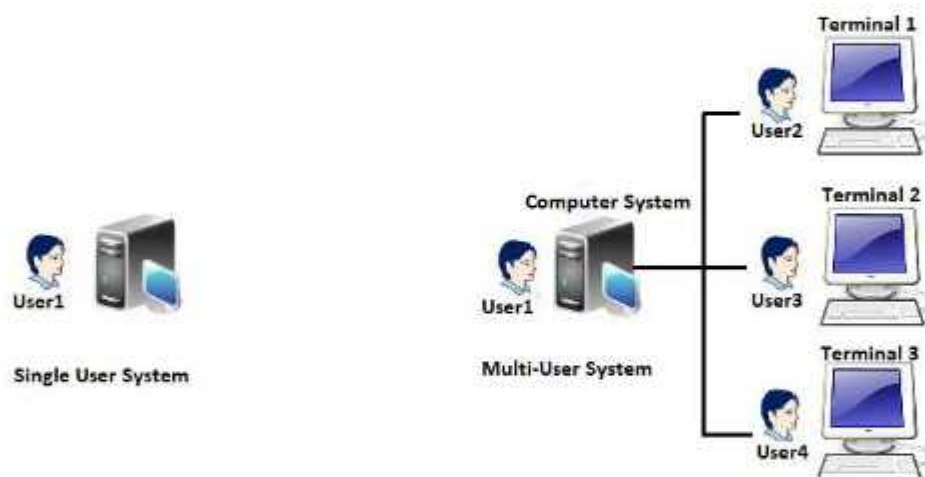 User1
Single User System
Computer System
User1
Multi-User System
Terminal 1
User2
Terminal 2
User3
Terminal 3
User4